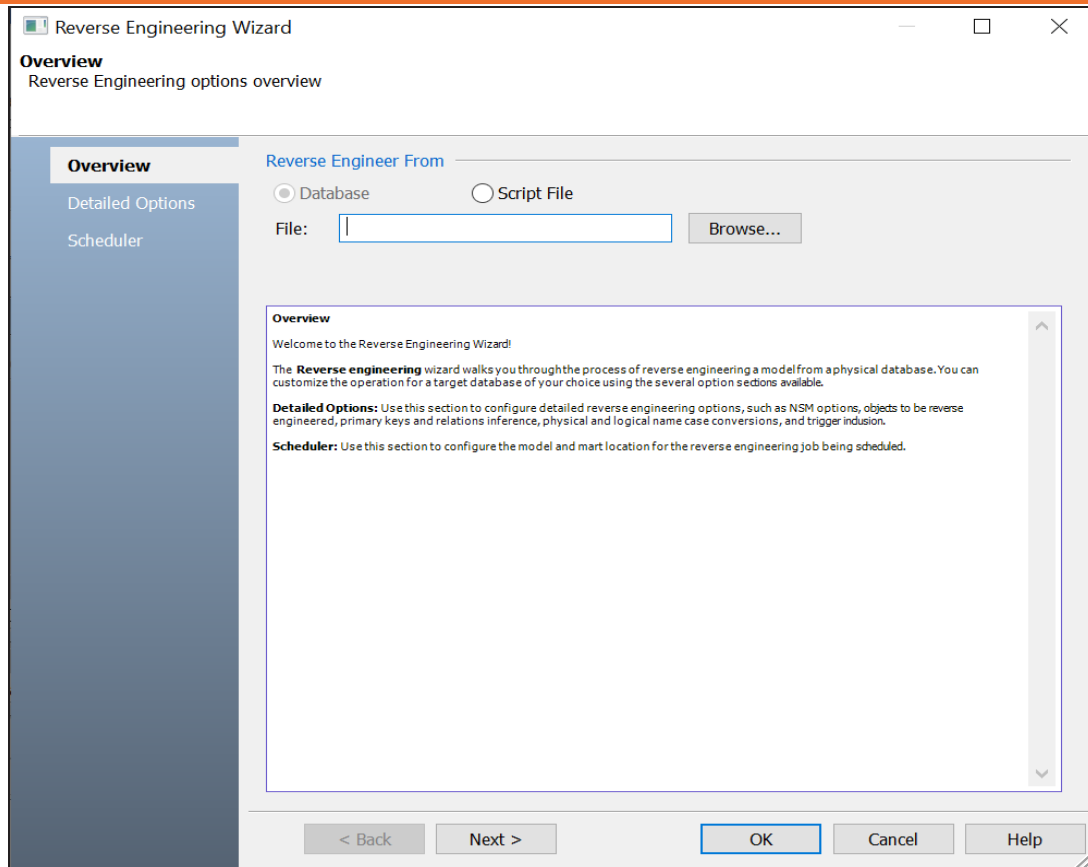 Reverse Engineering Wizard
Overview
Reverse Engineering options overview
Overview
Detailed Options
Scheduler
Reverse Engineer From
Database
Script File
File:
Browse...
Overview
Welcome to the Reverse Engineering Wizard!
The Reverse engineering wizard walks you through the process of reverse engineering a model from a physical database. You can
customize the operation for a target database of your choice using the several option sections available.
Detailed Options: Use this section to configure detailed reverse engineering options, such as NSM options, objects to be reverse
engineered, primary keys and relations inference, physical and logical name case conversions, and trigger inclusion.
Scheduler: Use this section to configure the model and mart location for the reverse engineering job being scheduled.
< Back
Next >
OK
Cancel
Help